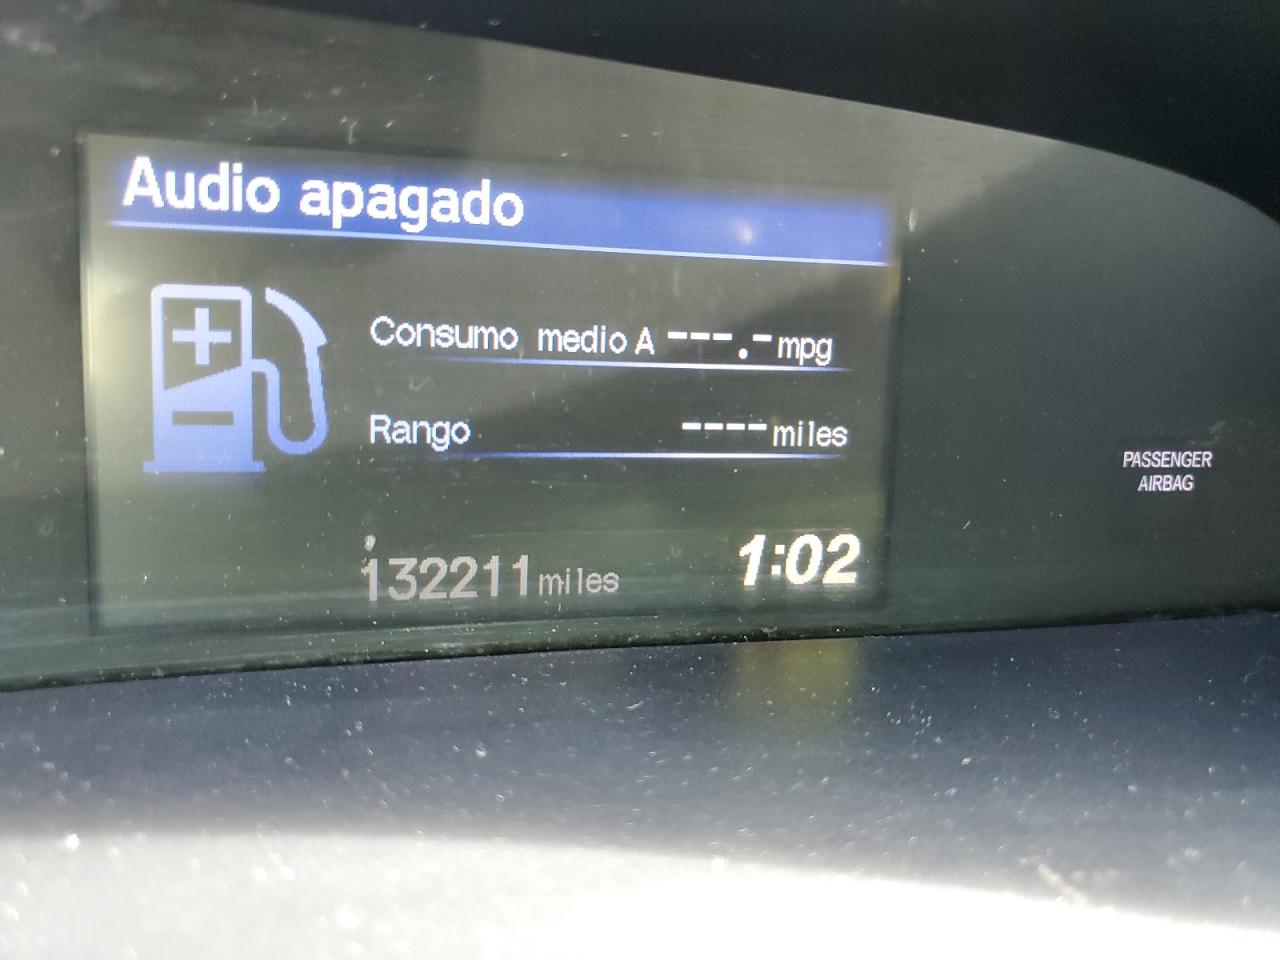 Audio apagado
Consumo medio A ---.- mpg
Rango ---- miles
132211 miles 1:02
PASSENGER
AIRBAG